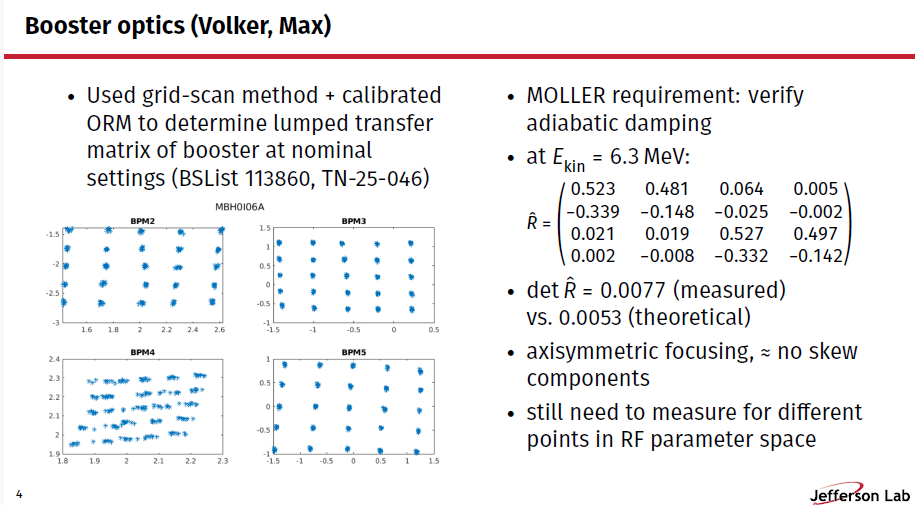 Booster optics (Volker, Max)
• Used grid-scan method + calibrated
ORM to determine lumped transfer
matrix of booster at nominal
settings (BSList 113860, TN-25-046)
MBH0I06A
BPM2
-1.5
-2
-2.5
-3
1.6 1.8 2 2.2 2.4 2.6
BPM3
1.5
1
0.5
0
-0.5
-1
-1.5 -1 -0.5 0 0.5
BPM4
2.4
2.3
2.2
2.1
2
1.9
1.8 1.9 2 2.1 2.2 2.3
BPM5
1
0.5
0
-0.5
-1
-1.5 -1 -0.5 0 0.5 1 1.5
• MOLLER requirement: verify
adiabatic damping
• at Ekin = 6.3 MeV:
0.523 0.481 0.064 0.005
−0.339 −0.148 −0.025 −0.002
R̂ =
0.021 0.019 0.527 0.497
0.002 −0.008 −0.332 −0.142
• det R̂ = 0.0077 (measured)
vs. 0.0053 (theoretical)
• axisymmetric focusing, ≈ no skew
components
• still need to measure for different
points in RF parameter space
4
Jefferson Lab